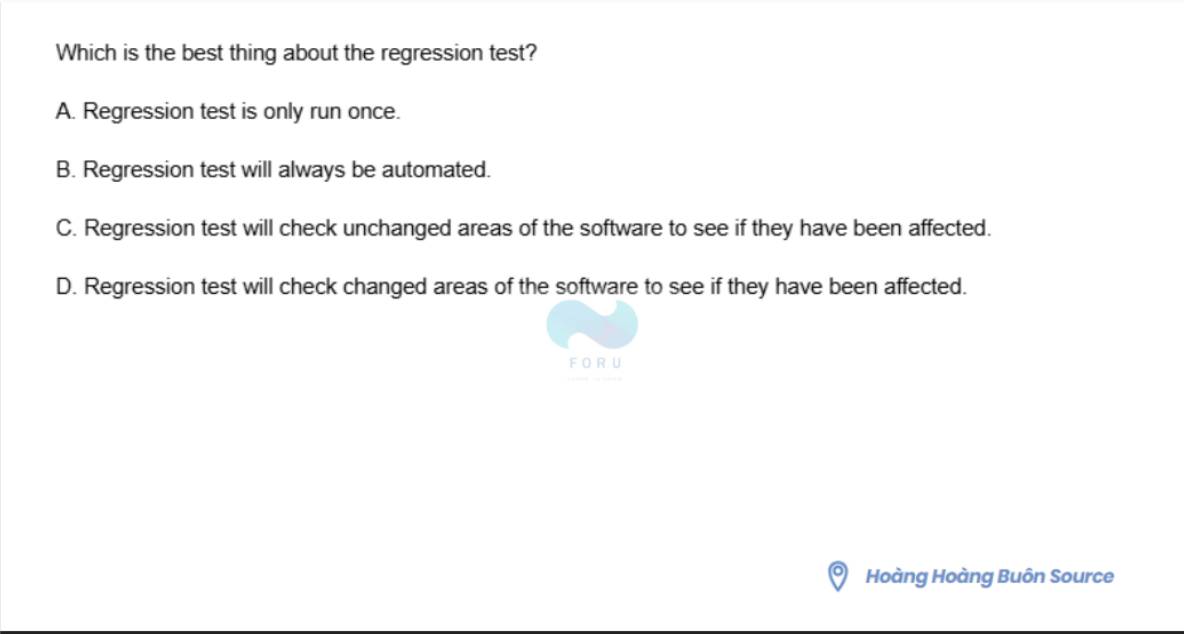 Which is the best thing about the regression test?
A. Regression test is only run once.
B. Regression test will always be automated.
C. Regression test will check unchanged areas of the software to see if they have been affected.
D. Regression test will check changed areas of the software to see if they have been affected.
FORU
Hoàng Hoàng Buôn Source